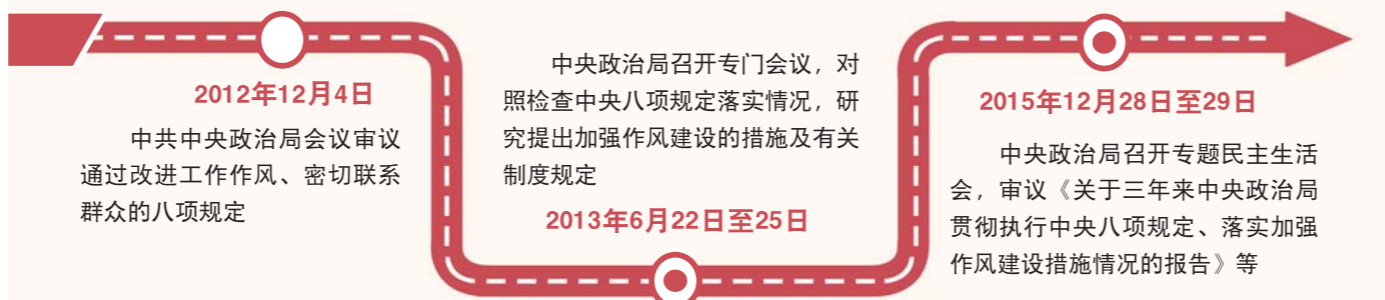 2012年12月4日
中共中央政治局会议审议
通过改进工作作风、密切联系
群众的八项规定
中央政治局召开专门会议，对
照检查中央八项规定落实情况，研
究提出加强作风建设的措施及有关
制度规定
2013年6月22日至25日
2015年12月28日至29日
中央政治局召开专题民主生活
会，审议《关于三年来中央政治局
贯彻执行中央八项规定、落实加强
作风建设措施情况的报告》等